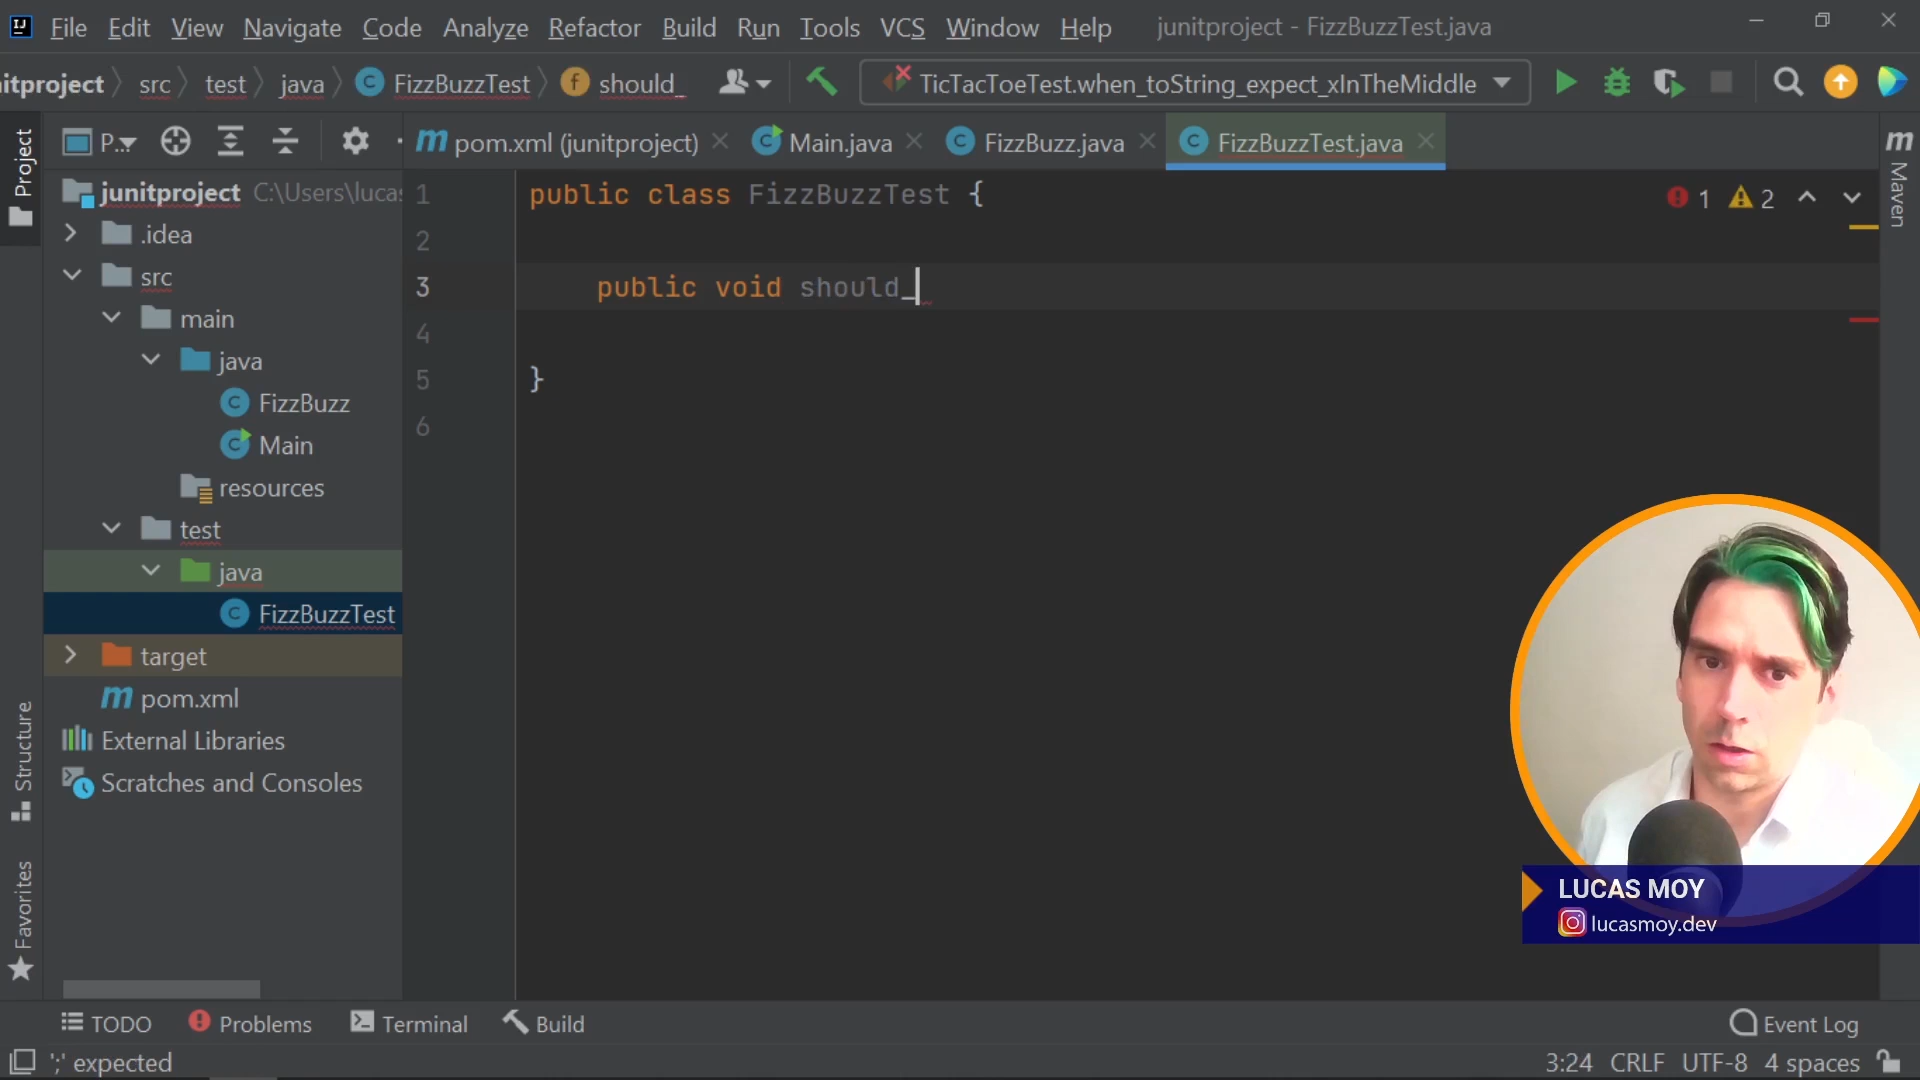 File Edit View Navigate Code Analyze Refactor Build Run Tools VCS Window Help junitproject - FizzBuzzTest.java
itproject src test java C FizzBuzzTest f should_ TicTacToeTest.when_toString_expect_xInTheMiddle
P... m pom.xml (junitproject) C Main.java C FizzBuzz.java C FizzBuzzTest.java
Project
junitproject C:\Users\luca
.idea
src
main
java
C FizzBuzz
C Main
resources
test
java
C FizzBuzzTest
target
m pom.xml
External Libraries
Scratches and Consoles
Structure
Favorites
1 public class FizzBuzzTest {
2
3 public void should_
4
5 }
6
1 2
m Maven
LUCAS MOY
lucasmoy.dev
TODO Problems Terminal Build Event Log
';' expected 3:24 CRLF UTF-8 4 spaces